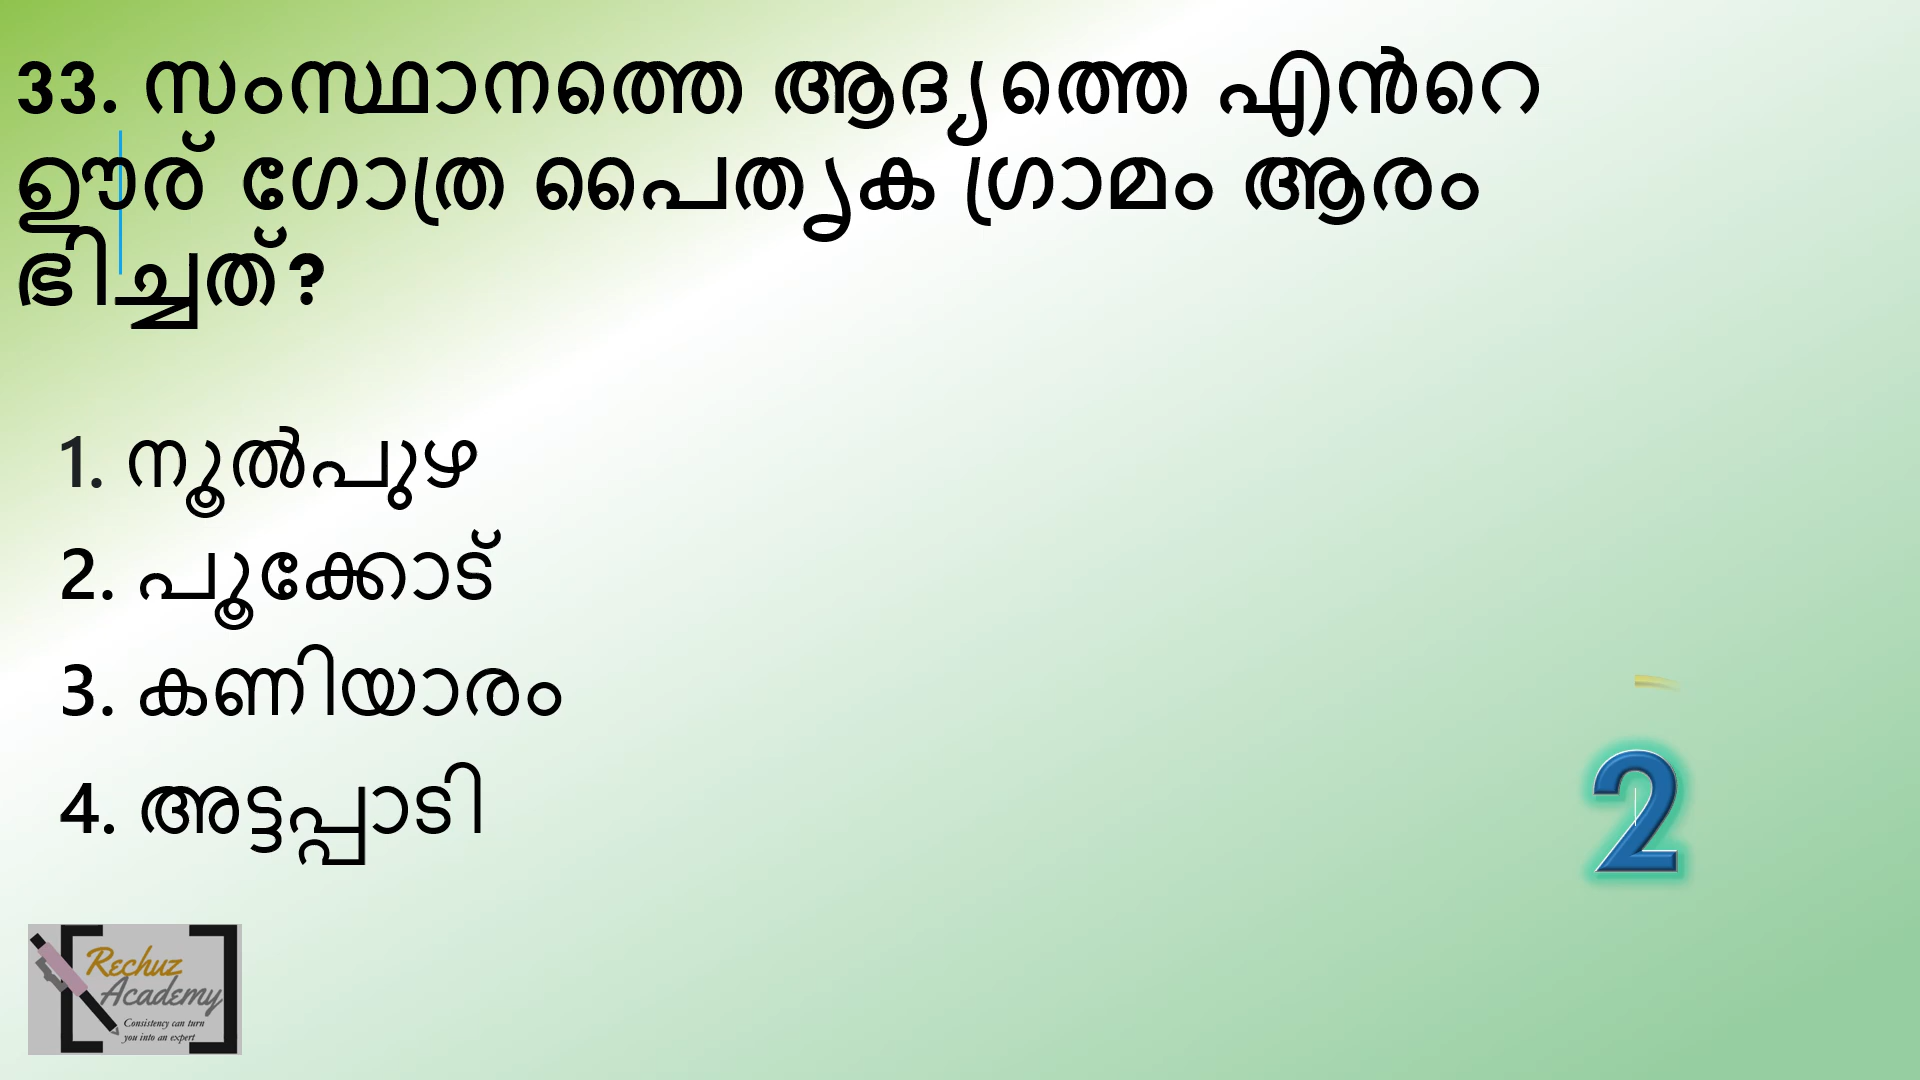 33. സംസ്ഥാനത്തെ ആദ്യത്തെ എൻറെ
ഊര് ഗോത്ര പൈതൃക ഗ്രാമം ആരം
ഭിച്ചത്?
1. നൂൽപുഴ
2. പൂക്കോട്
3. കണിയാരം
4. അട്ടപ്പാടി
2
Rechuz
Academy
Consistency can turn
you into an expert